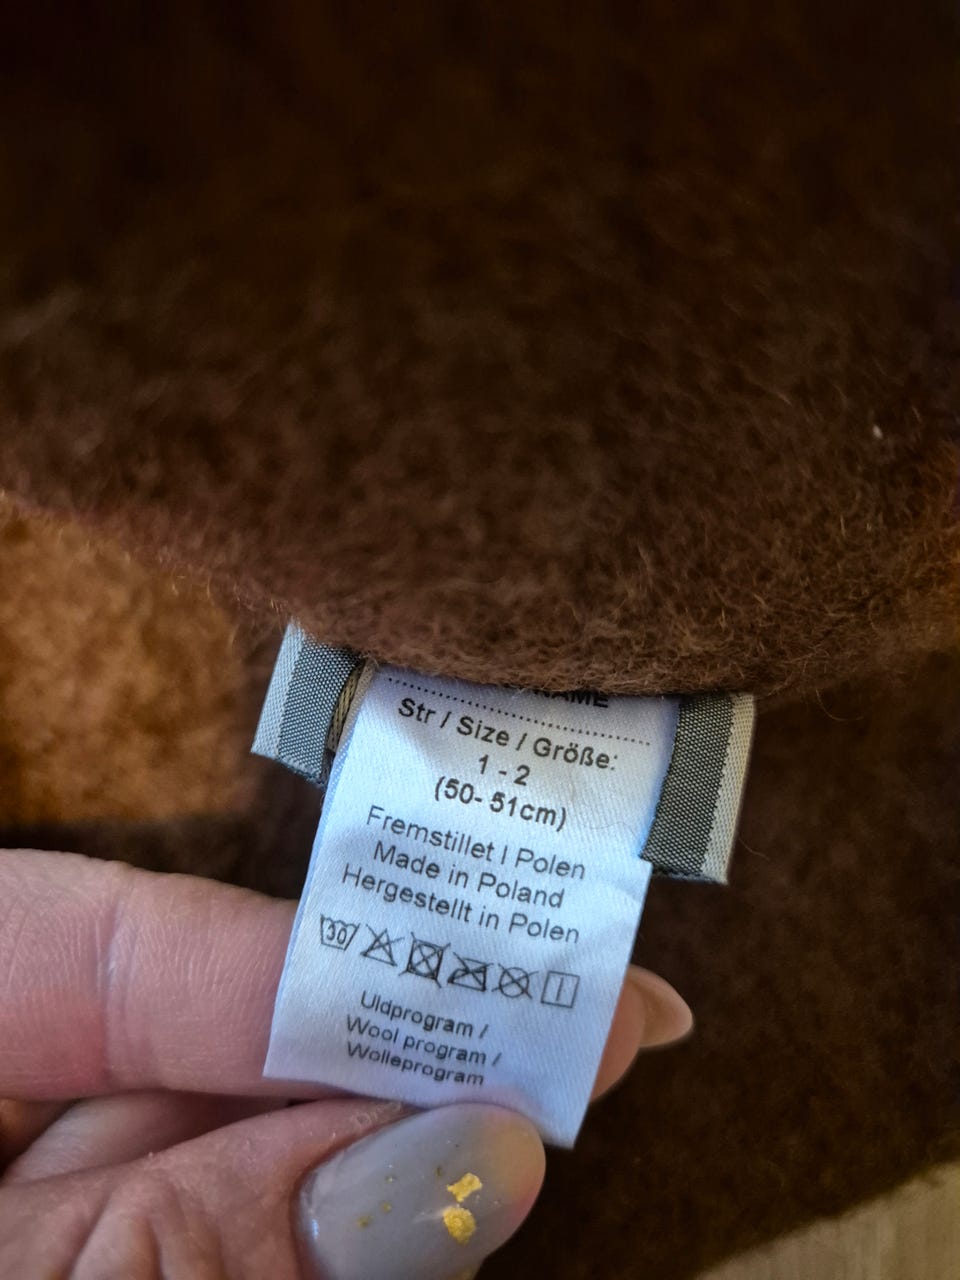 Str / Size / Größe:
1 - 2
(50- 51cm)
Fremstillet I Polen
Made in Poland
Hergestellt in Polen
30
Uldprogram /
Wool program /
Wolleprogram